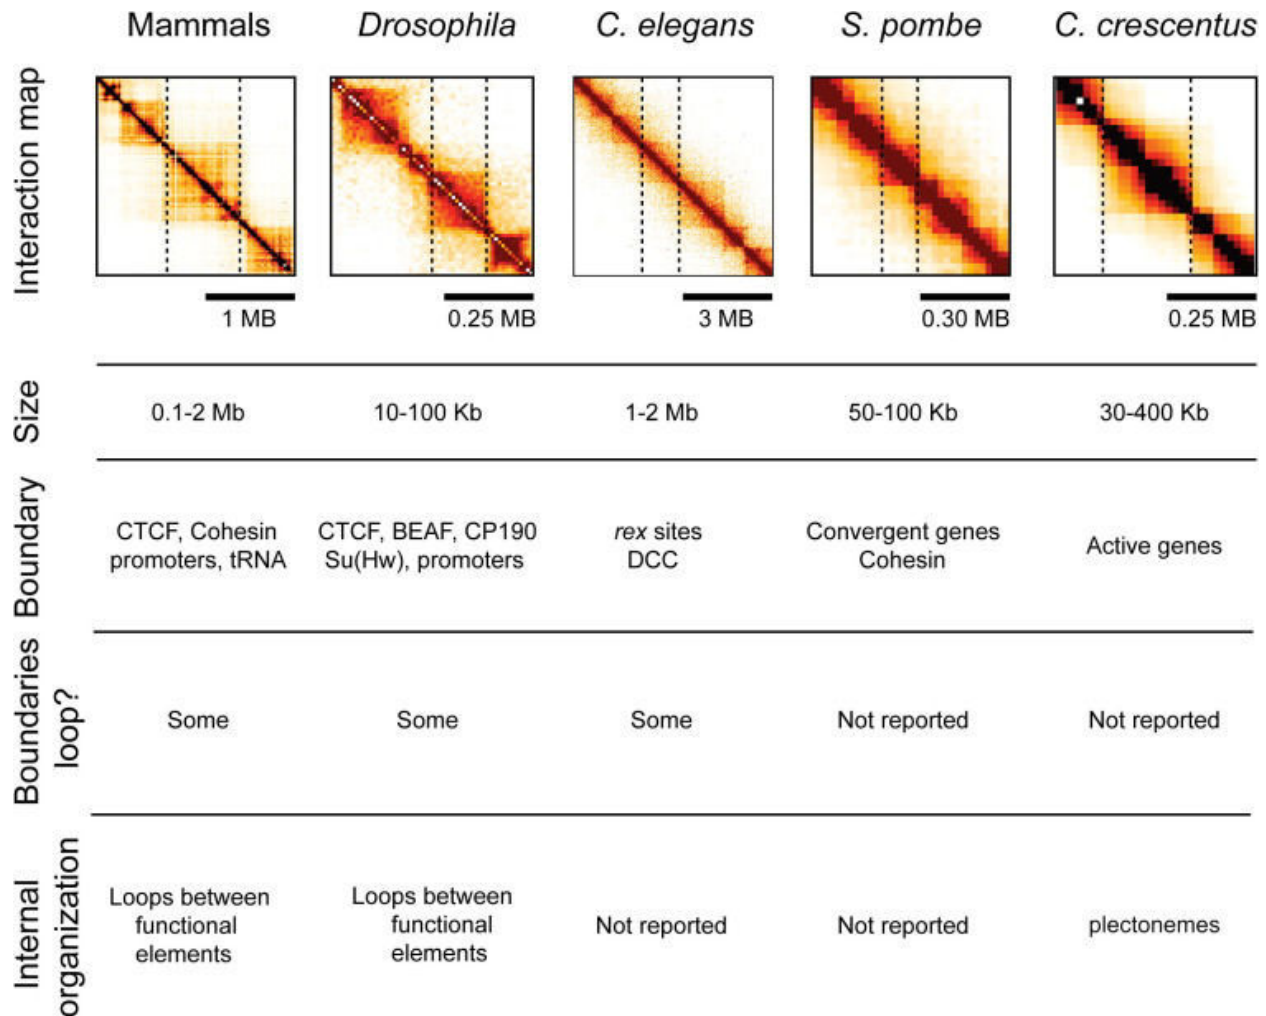 Mammals
Drosophila
C. elegans
S. pombe
C. crescentus
Interaction map
1 MB
0.25 MB
3 MB
0.30 MB
0.25 MB
Size
0.1-2 Mb
10-100 Kb
1-2 Mb
50-100 Kb
30-400 Kb
Boundary
CTCF, Cohesin
promoters, tRNA
CTCF, BEAF, CP190
Su(Hw), promoters
rex sites
DCC
Convergent genes
Cohesin
Active genes
Boundaries
loop?
Some
Some
Some
Not reported
Not reported
Internal
organization
Loops between
functional
elements
Loops between
functional
elements
Not reported
Not reported
plectonemes